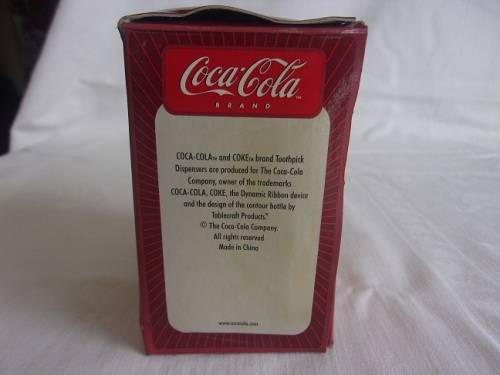 Coca-Cola™
BRAND
COCA-COLA™ and COKE™ brand Toothpick
Dispensers are produced for The Coca-Cola
Company, owner of the trademarks
COCA-COLA, COKE, the Dynamic Ribbon device
and the design of the contour bottle by
Tablecraft Products.™
© The Coca-Cola Company.
All rights reserved
Made in China
www.cocacola.com